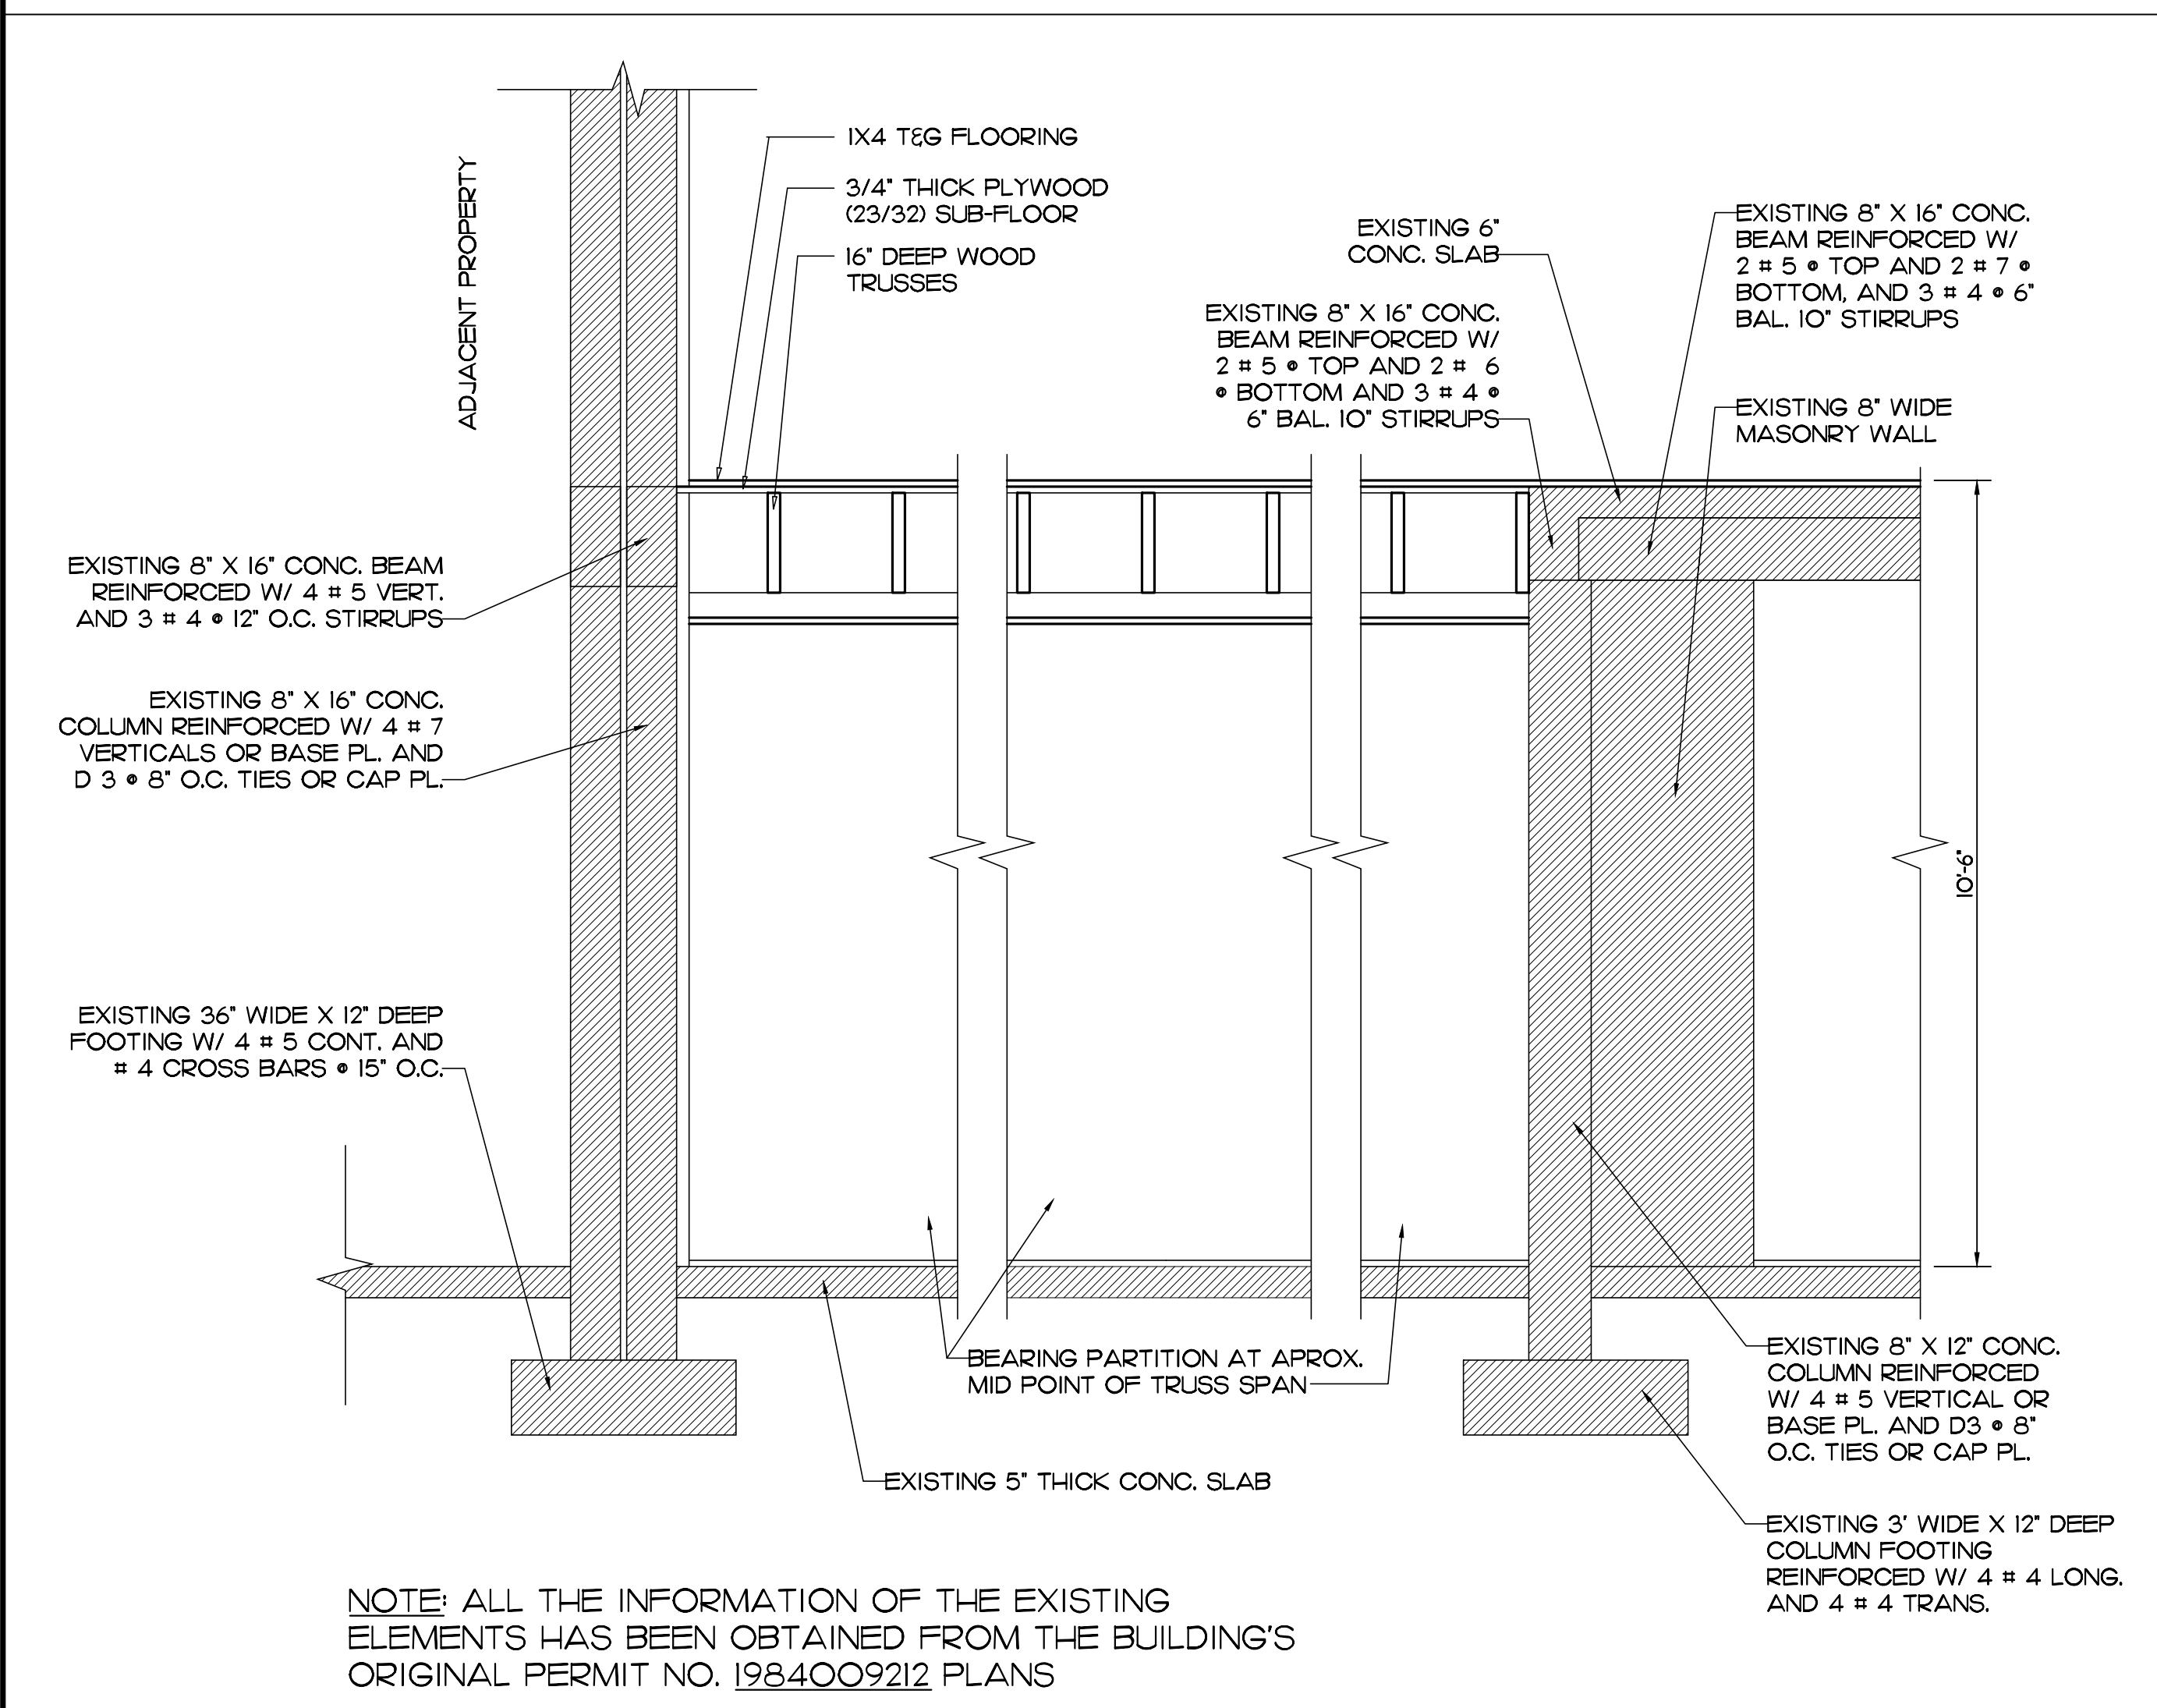 ADJACENT PROPERTY
1X4 T&G FLOORING
3/4" THICK PLYWOOD
(23/32) SUB-FLOOR
16" DEEP WOOD
TRUSSES
EXISTING 6"
CONC. SLAB
EXISTING 8" X 16" CONC.
BEAM REINFORCED W/
2 # 5 @ TOP AND 2 # 6
@ BOTTOM AND 3 # 4 @
6" BAL. 10" STIRRUPS
EXISTING 8" X 16" CONC.
BEAM REINFORCED W/
2 # 5 @ TOP AND 2 # 7 @
BOTTOM, AND 3 # 4 @ 6"
BAL. 10" STIRRUPS
EXISTING 8" WIDE
MASONRY WALL
EXISTING 8" X 16" CONC. BEAM
REINFORCED W/ 4 # 5 VERT.
AND 3 # 4 @ 12" O.C. STIRRUPS
EXISTING 8" X 16" CONC.
COLUMN REINFORCED W/ 4 # 7
VERTICALS OR BASE PL. AND
D 3 @ 8" O.C. TIES OR CAP PL.
10'-6"
EXISTING 36" WIDE X 12" DEEP
FOOTING W/ 4 # 5 CONT. AND
# 4 CROSS BARS @ 15" O.C.
BEARING PARTITION AT APROX.
MID POINT OF TRUSS SPAN
EXISTING 5" THICK CONC. SLAB
EXISTING 8" X 12" CONC.
COLUMN REINFORCED
W/ 4 # 5 VERTICAL OR
BASE PL. AND D3 @ 8"
O.C. TIES OR CAP PL.
EXISTING 3' WIDE X 12" DEEP
COLUMN FOOTING
REINFORCED W/ 4 # 4 LONG.
AND 4 # 4 TRANS.
NOTE: ALL THE INFORMATION OF THE EXISTING
ELEMENTS HAS BEEN OBTAINED FROM THE BUILDING'S
ORIGINAL PERMIT NO. 1984009212 PLANS